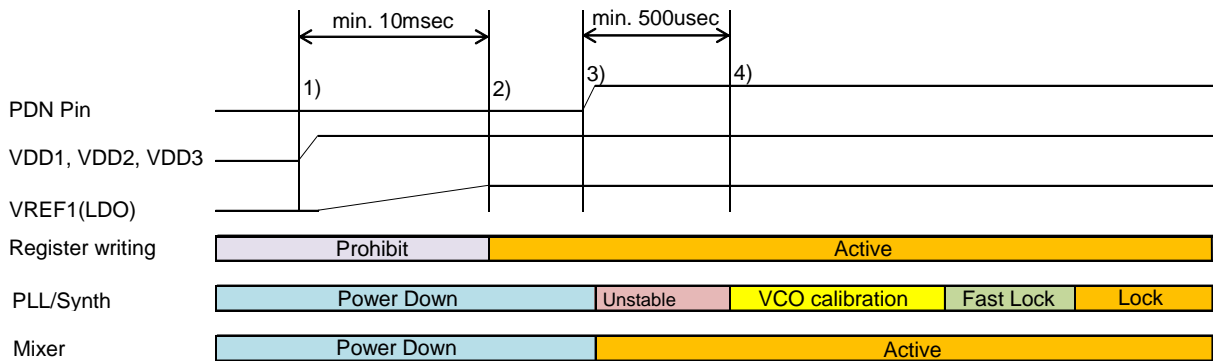 min. 10msec
min. 500usec
1)
2)
3)
4)
PDN Pin
VDD1, VDD2, VDD3
VREF1(LDO)
Register writing
Prohibit
Active
PLL/Synth
Power Down
Unstable
VCO calibration
Fast Lock
Lock
Mixer
Power Down
Active